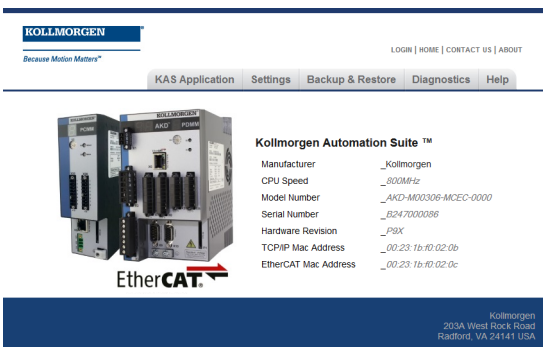 KOLLMORGEN
Because Motion Matters™
LOGIN | HOME | CONTACT US | ABOUT
KAS Application Settings Backup & Restore Diagnostics Help
KOLLMORGEN
PCMM
KOLLMORGEN
AKD PDMM
EtherCAT
Kollmorgen Automation Suite ™
Manufacturer _Kollmorgen
CPU Speed _800MHz
Model Number _AKD-M00306-MCEC-0000
Serial Number _B247000086
Hardware Revision _P9X
TCP/IP Mac Address _00:23:1b:f0:02:0b
EtherCAT Mac Address _00:23:1b:f0:02:0c
Kollmorgen
203A West Rock Road
Radford, VA 24141 USA